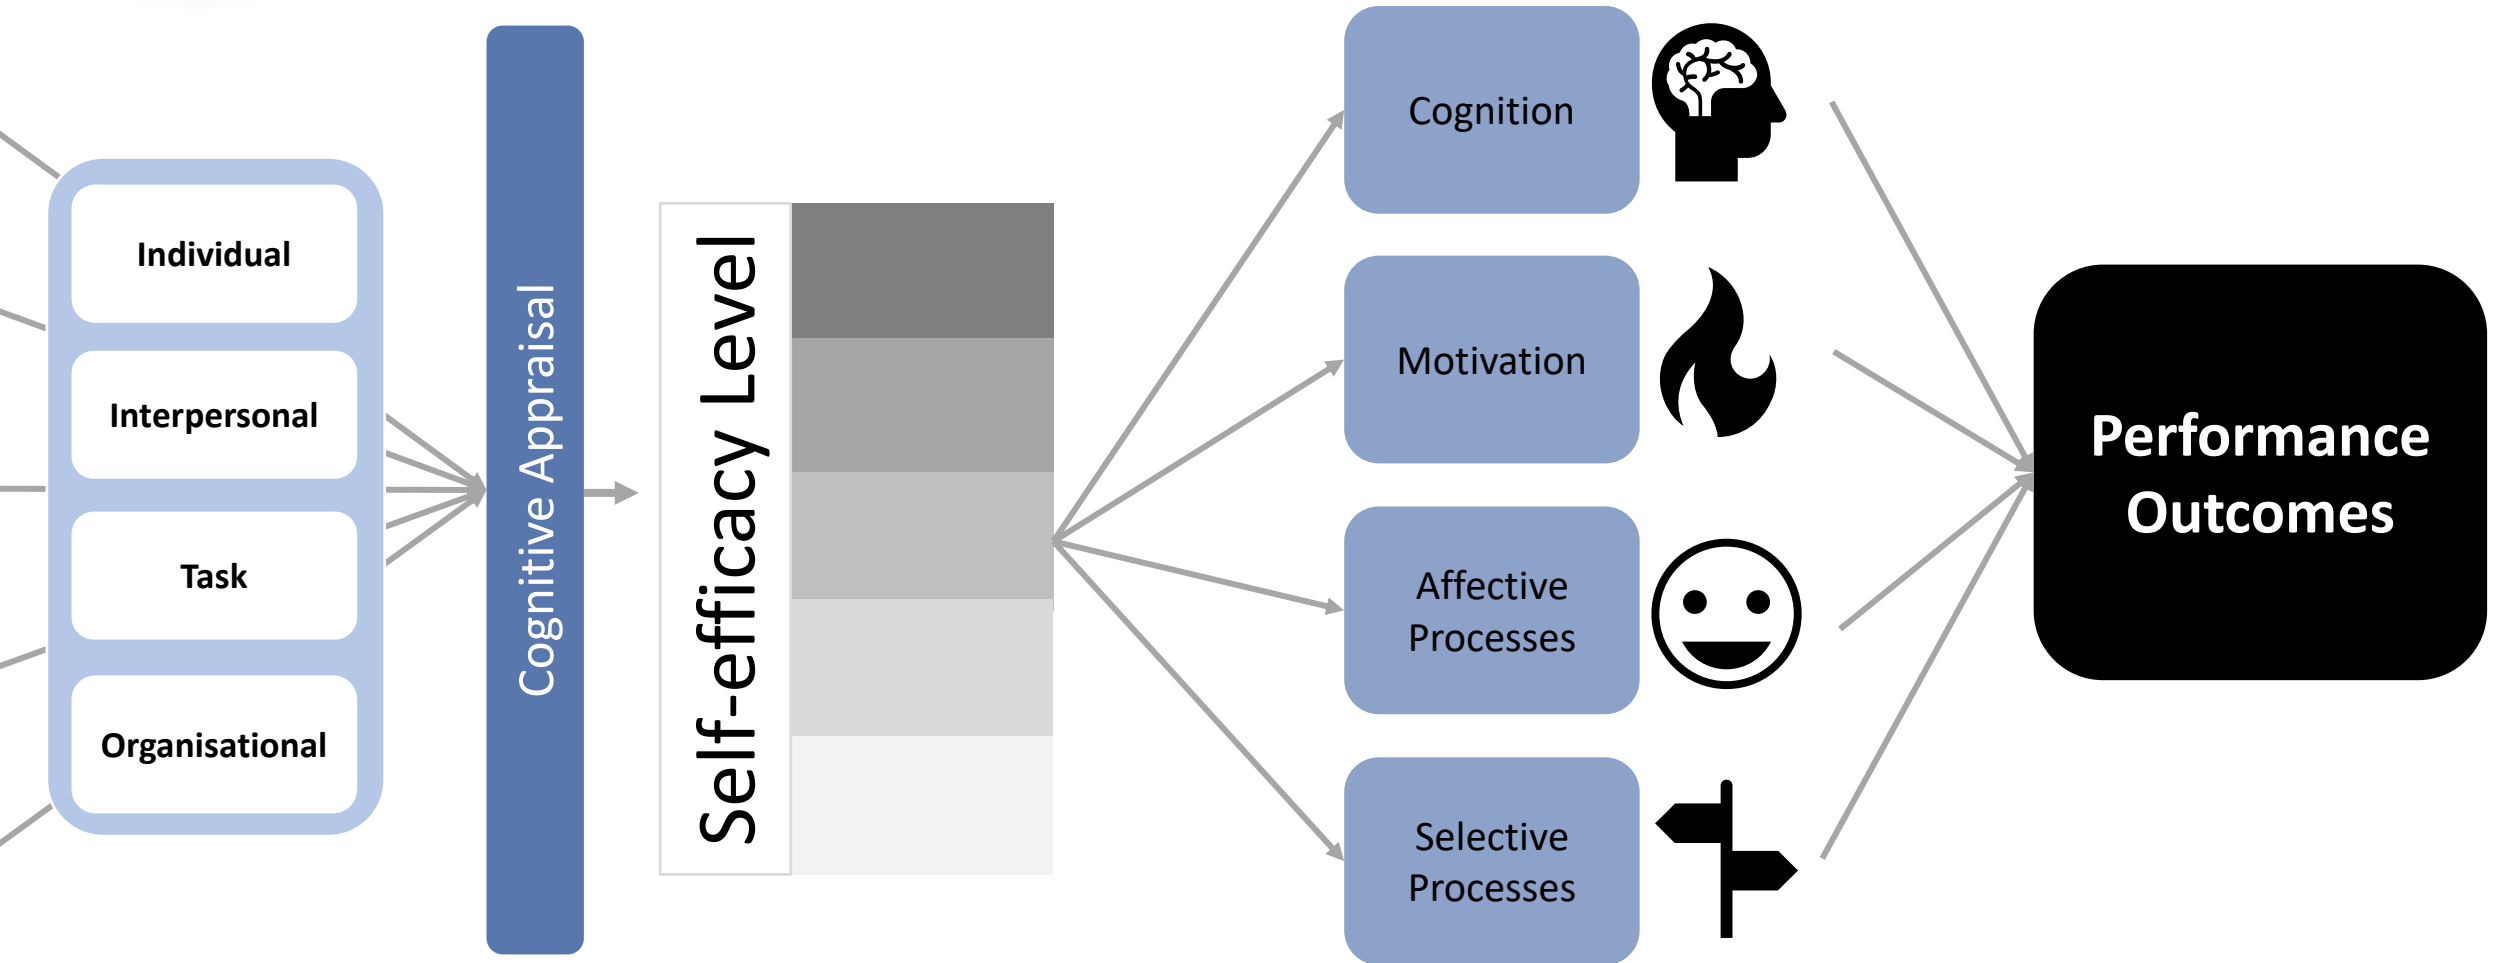 Individual
Interpersonal
Task
Organisational
Cognitive Appraisal
Self-efficacy Level
Cognition
Motivation
Affective
Processes
Selective
Processes
Performance
Outcomes